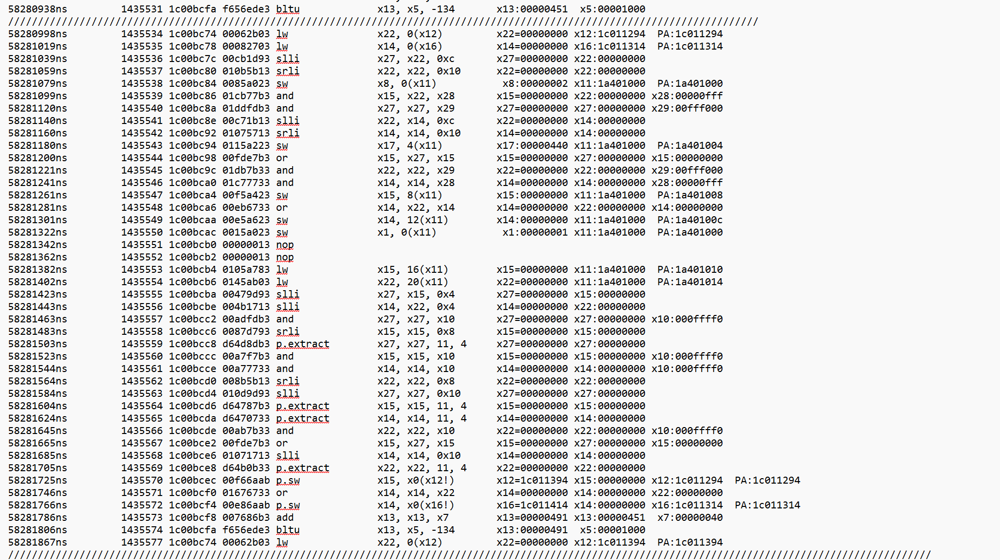 58280938ns 1435531 1c00bcfa f656ede3 bltu x13, x5, -134 x13:00000451 x5:00001000
//////////////////////////////////////////////////////////////////////////////////////////////////////////////////////////////
58280998ns 1435534 1c00bc74 00062b03 lw x22, 0(x12) x22=00000000 x12:1c011294 PA:1c011294
58281019ns 1435535 1c00bc78 00082703 lw x14, 0(x16) x14=00000000 x16:1c011314 PA:1c011314
58281039ns 1435536 1c00bc7c 00cb1d93 slli x27, x22, 0xc x27=00000000 x22:00000000
58281059ns 1435537 1c00bc80 010b5b13 srli x22, x22, 0x10 x22=00000000 x22:00000000
58281079ns 1435538 1c00bc84 0085a023 sw x8, 0(x11) x8:00000002 x11:1a401000 PA:1a401000
58281099ns 1435539 1c00bc86 01cb77b3 and x15, x22, x28 x15=00000000 x22:00000000 x28:00000fff
58281120ns 1435540 1c00bc8a 01ddfdb3 and x27, x27, x29 x27=00000000 x27:00000000 x29:00fff000
58281140ns 1435541 1c00bc8e 00c71b13 slli x22, x14, 0xc x22=00000000 x14:00000000
58281160ns 1435542 1c00bc92 01075713 srli x14, x14, 0x10 x14=00000000 x14:00000000
58281180ns 1435543 1c00bc94 0115a223 sw x17, 4(x11) x17:00000440 x11:1a401000 PA:1a401004
58281200ns 1435544 1c00bc98 00fde7b3 or x15, x27, x15 x15=00000000 x27:00000000 x15:00000000
58281221ns 1435545 1c00bc9c 01db7b33 and x22, x22, x29 x22=00000000 x22:00000000 x29:00fff000
58281241ns 1435546 1c00bca0 01c77733 and x14, x14, x28 x14=00000000 x14:00000000 x28:00000fff
58281261ns 1435547 1c00bca4 00f5a423 sw x15, 8(x11) x15:00000000 x11:1a401000 PA:1a401008
58281281ns 1435548 1c00bca6 00eb6733 or x14, x22, x14 x14=00000000 x22:00000000 x14:00000000
58281301ns 1435549 1c00bcaa 00e5a623 sw x14, 12(x11) x14:00000000 x11:1a401000 PA:1a40100c
58281322ns 1435550 1c00bcac 0015a023 sw x1, 0(x11) x1:00000001 x11:1a401000 PA:1a401000
58281342ns 1435551 1c00bcb0 00000013 nop
58281362ns 1435552 1c00bcb2 00000013 nop
58281382ns 1435553 1c00bcb4 0105a783 lw x15, 16(x11) x15=00000000 x11:1a401000 PA:1a401010
58281402ns 1435554 1c00bcb6 0145ab03 lw x22, 20(x11) x22=00000000 x11:1a401000 PA:1a401014
58281423ns 1435555 1c00bcba 00479d93 slli x27, x15, 0x4 x27=00000000 x15:00000000
58281443ns 1435556 1c00bcbe 004b1713 slli x14, x22, 0x4 x14=00000000 x22:00000000
58281463ns 1435557 1c00bcc2 00adfdb3 and x27, x27, x10 x27=00000000 x27:00000000 x10:000ffff0
58281483ns 1435558 1c00bcc6 0087d793 srli x15, x15, 0x8 x15=00000000 x15:00000000
58281503ns 1435559 1c00bcc8 d64d8db3 p.extract x27, x27, 11, 4 x27=00000000 x27:00000000
58281523ns 1435560 1c00bccc 00a7f7b3 and x15, x15, x10 x15=00000000 x15:00000000 x10:000ffff0
58281544ns 1435561 1c00bcce 00a77733 and x14, x14, x10 x14=00000000 x14:00000000 x10:000ffff0
58281564ns 1435562 1c00bcd0 008b5b13 srli x22, x22, 0x8 x22=00000000 x22:00000000
58281584ns 1435563 1c00bcd4 010d9d93 slli x27, x27, 0x10 x27=00000000 x27:00000000
58281604ns 1435564 1c00bcd6 d64787b3 p.extract x15, x15, 11, 4 x15=00000000 x15:00000000
58281624ns 1435565 1c00bcda d6470733 p.extract x14, x14, 11, 4 x14=00000000 x14:00000000
58281645ns 1435566 1c00bcde 00ab7b33 and x22, x22, x10 x22=00000000 x22:00000000 x10:000ffff0
58281665ns 1435567 1c00bce2 00fde7b3 or x15, x27, x15 x15=00000000 x27:00000000 x15:00000000
58281685ns 1435568 1c00bce6 01071713 slli x14, x14, 0x10 x14=00000000 x14:00000000
58281705ns 1435569 1c00bce8 d64b0b33 p.extract x22, x22, 11, 4 x22=00000000 x22:00000000
58281725ns 1435570 1c00bcec 00f66aab p.sw x15, x0(x12!) x12=1c011394 x15:00000000 x12:1c011294 PA:1c011294
58281746ns 1435571 1c00bcf0 01676733 or x14, x14, x22 x14=00000000 x14:00000000 x22:00000000
58281766ns 1435572 1c00bcf4 00e86aab p.sw x14, x0(x16!) x16=1c011414 x14:00000000 x16:1c011314 PA:1c011314
58281786ns 1435573 1c00bcf8 007686b3 add x13, x13, x7 x13=00000491 x13:00000451 x7:00000040
58281806ns 1435574 1c00bcfa f656ede3 bltu x13, x5, -134 x13:00000491 x5:00001000
58281867ns 1435577 1c00bc74 00062b03 lw x22, 0(x12) x22=00000000 x12:1c011394 PA:1c011394
///////////////////////////////////////////////////////////////////////////////////////////////////////////////////////////////////////////////////////////